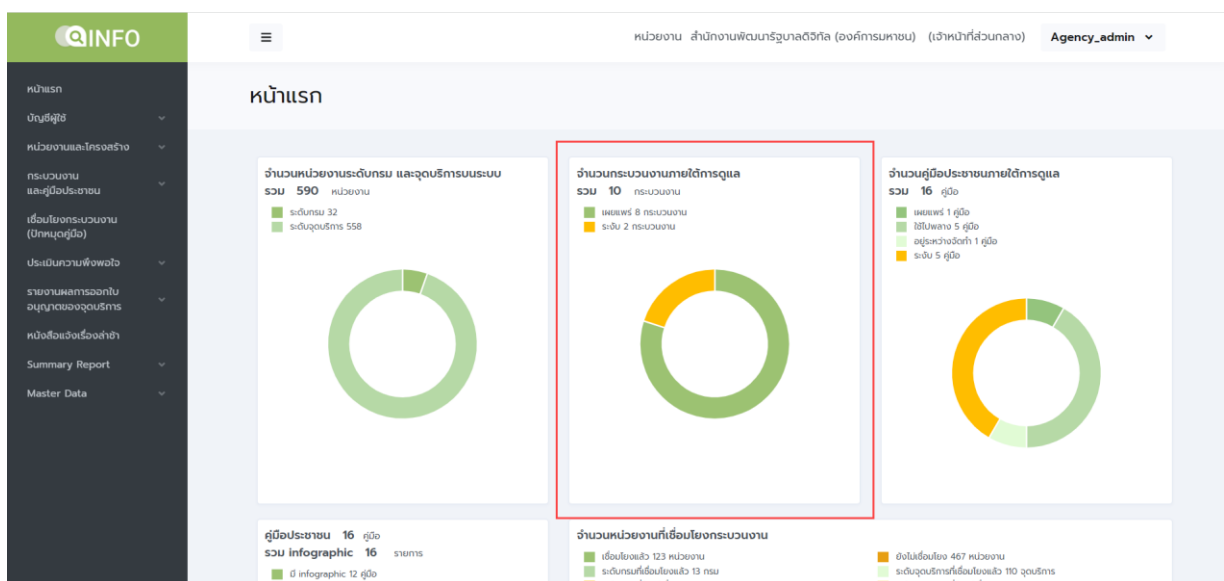 INFO
หน่วยงาน สำนักงานพัฒนารัฐบาลดิจิทัล (องค์การมหาชน) (เจ้าหน้าที่ส่วนกลาง) Agency_admin
หน้าแรก
บัญชีผู้ใช้
หน่วยงานและโครงสร้าง
กระบวนงาน
และคู่มือประชาชน
เชื่อมโยงกระบวนงาน
(ปักหมุดคู่มือ)
ประเมินความพึงพอใจ
รายงานผลการออกใบ
อนุญาตของจุดบริการ
หนังสือแจ้งเรื่องล่าช้า
Summary Report
Master Data
หน้าแรก
จำนวนหน่วยงานระดับกรม และจุดบริการบนระบบ
รวม 590 หน่วยงาน
ระดับกรม 32
ระดับจุดบริการ 558
จำนวนกระบวนงานภายใต้การดูแล
รวม 10 กระบวนงาน
เผยแพร่ 8 กระบวนงาน
ระงับ 2 กระบวนงาน
จำนวนคู่มือประชาชนภายใต้การดูแล
รวม 16 คู่มือ
เผยแพร่ 1 คู่มือ
ใช้ไปพลาง 5 คู่มือ
อยู่ระหว่างจัดทำ 1 คู่มือ
ระงับ 5 คู่มือ
คู่มือประชาชน 16 คู่มือ
รวม infographic 16 รายการ
มี infographic 12 คู่มือ
จำนวนหน่วยงานที่เชื่อมโยงกระบวนงาน
เชื่อมโยงแล้ว 123 หน่วยงาน
ระดับกรมที่เชื่อมโยงแล้ว 13 กรม
ยังไม่เชื่อมโยง 467 หน่วยงาน
ระดับจุดบริการที่เชื่อมโยงแล้ว 110 จุดบริการ